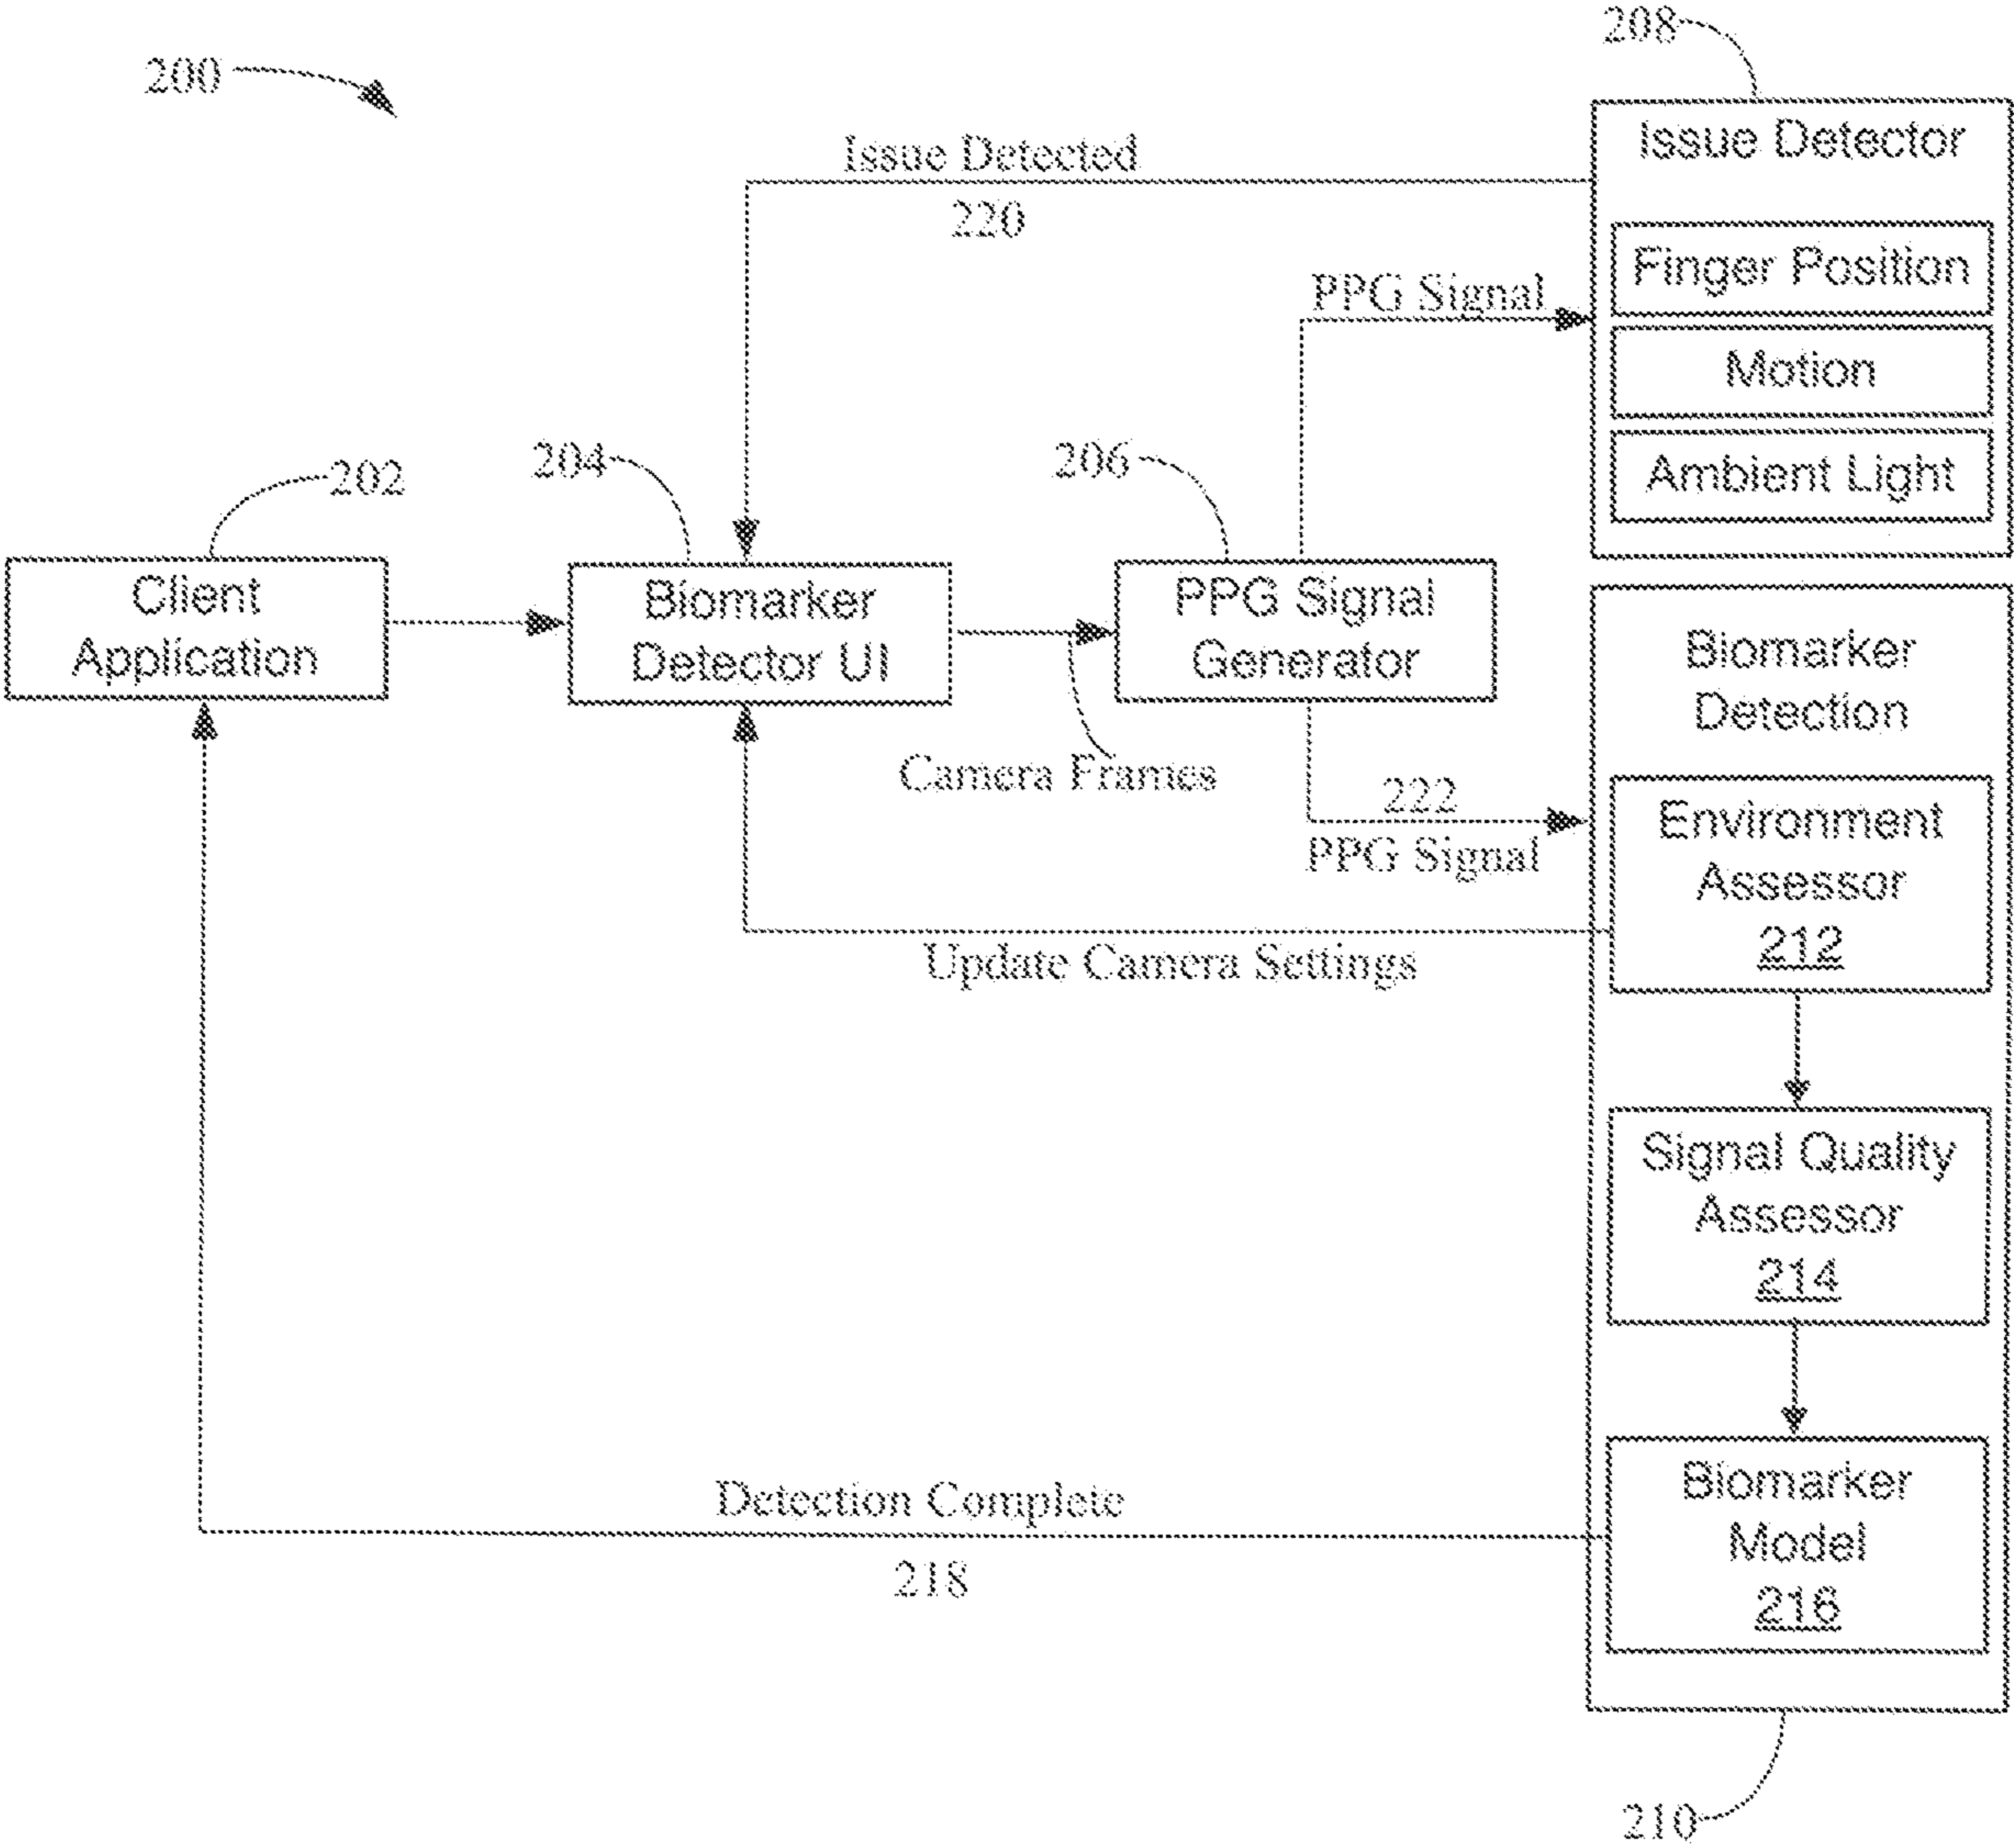 208
200
Issue Detector
Issue Detected
220
Finger Position
PPG Signal
Motion
Ambient Light
202
204
206
Client
Application
Biomarker
Detector UI
PPG Signal
Generator
Biomarker
Detection
Camera Frames
222
PPG Signal
Environment
Assessor
212
Update Camera Settings
Signal Quality
Assessor
214
Biomarker
Model
216
Detection Complete
218
210